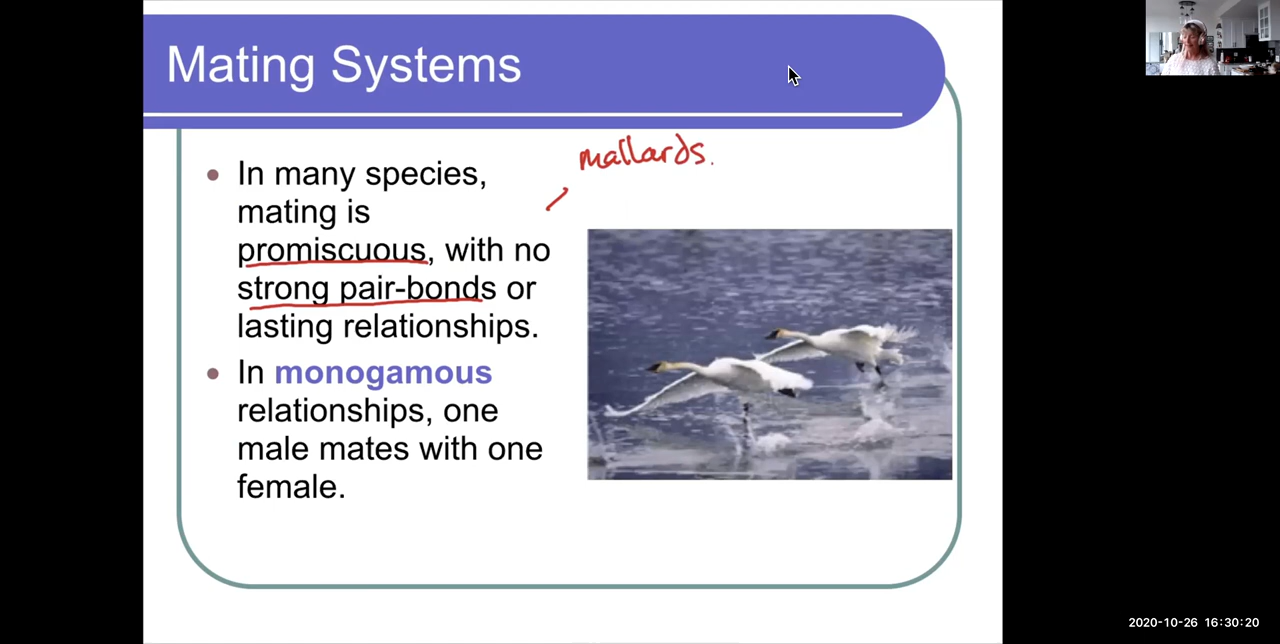 Mating Systems
mallards.
In many species,
mating is
promiscuous, with no
strong pair-bonds or
lasting relationships.
In monogamous
relationships, one
male mates with one
female.
2020-10-26 16:30:20